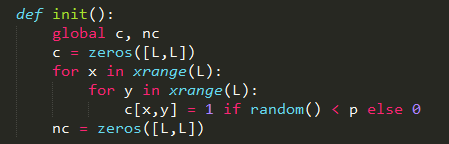 def init():
    global c, nc
    c = zeros([L,L])
    for x in xrange(L):
        for y in xrange(L):
            c[x,y] = 1 if random() < p else 0
    nc = zeros([L,L])